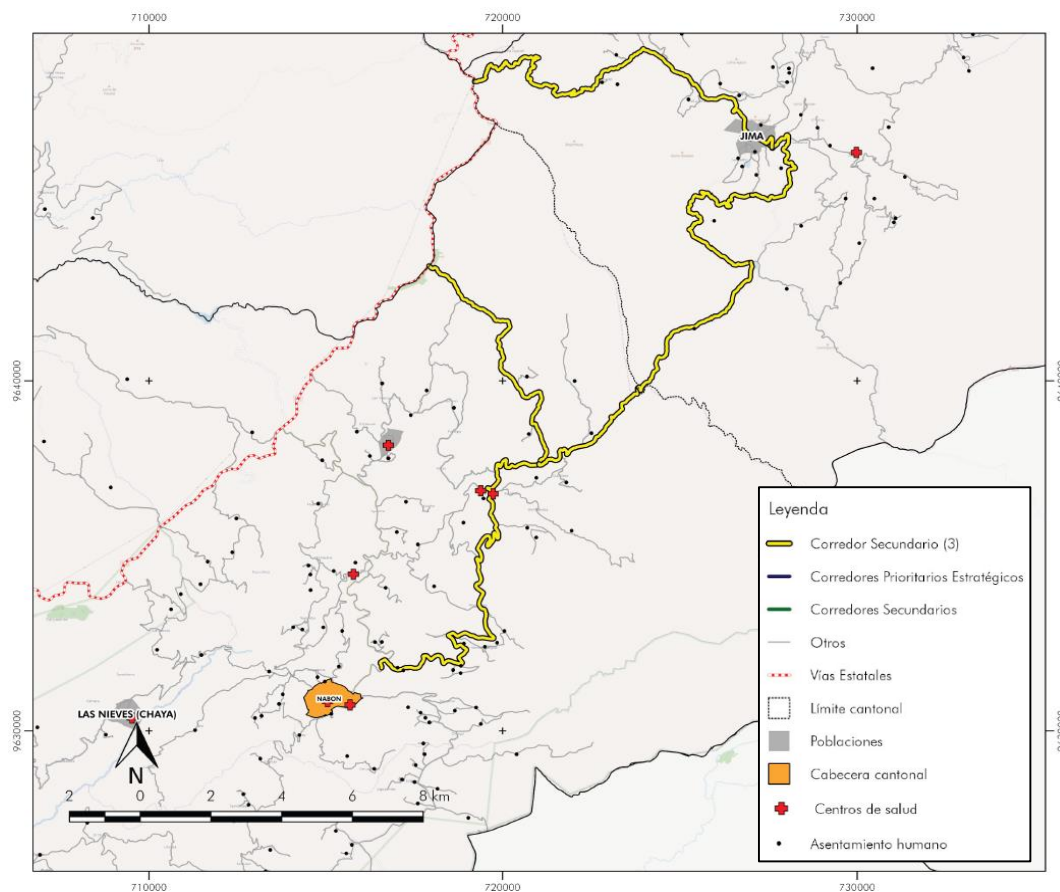 710000
720000
730000
JIMA
9640000
9640000
Leyenda
Corredor Secundario (3)
Corredores Prioritarios Estratégicos
Corredores Secundarios
Otros
Vías Estatales
Límite cantonal
Poblaciones
Cabecera cantonal
Centros de salud
Asentamiento humano
NABON
LAS NIEVES (CHAYA)
9630000
9630000
N
2 0 2 4 6 8 km
710000
720000
730000